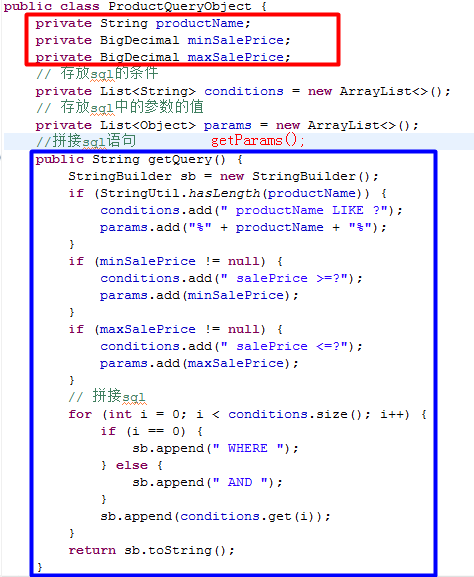 public class ProductQueryObject {
    private String productName;
    private BigDecimal minSalePrice;
    private BigDecimal maxSalePrice;
    // 存放sql的条件
    private List<String> conditions = new ArrayList<>();
    // 存放sql中的参数的值
    private List<Object> params = new ArrayList<>();
    //拼接sql语句 getParams();
    public String getQuery() {
        StringBuilder sb = new StringBuilder();
        if (StringUtil.hasLength(productName)) {
            conditions.add(" productName LIKE ?");
            params.add("%" + productName + "%");
        }
        if (minSalePrice != null) {
            conditions.add(" salePrice >=?");
            params.add(minSalePrice);
        }
        if (maxSalePrice != null) {
            conditions.add(" salePrice <=?");
            params.add(maxSalePrice);
        }
        // 拼接sql
        for (int i = 0; i < conditions.size(); i++) {
            if (i == 0) {
                sb.append(" WHERE ");
            } else {
                sb.append(" AND ");
            }
            sb.append(conditions.get(i));
        }
        return sb.toString();
    }